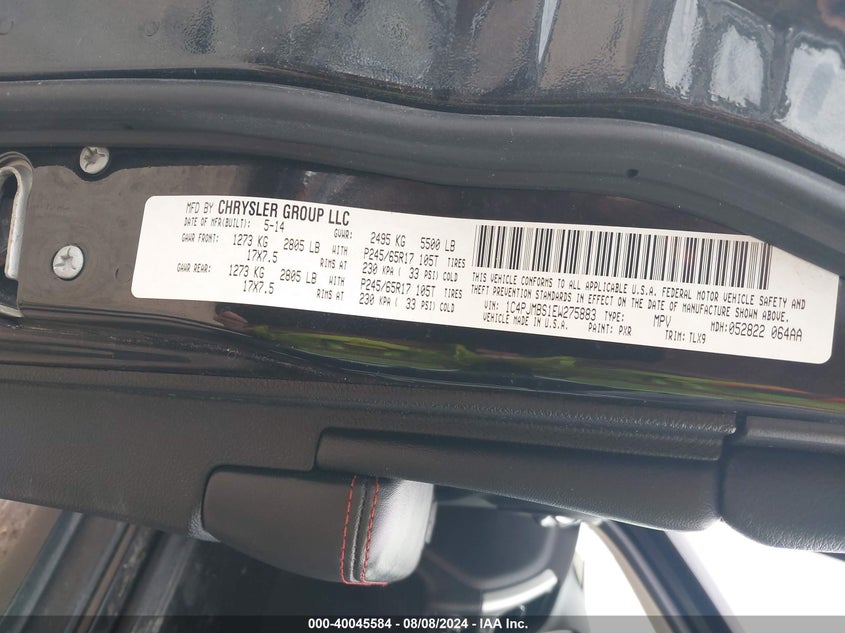 MFD BY CHRYSLER GROUP LLC
DATE OF MFR(BUILT): 5-14 GVWR: 2495 KG 5500 LB
GAWR FRONT: 1273 KG 2805 LB WITH P245/65R17 105T TIRES
17X7.5 RIMS AT 230 KPA ( 33 PSI) COLD
GAWR REAR: 1273 KG 2805 LB WITH P245/65R17 105T TIRES
17X7.5 RIMS AT 230 KPA ( 33 PSI) COLD
THIS VEHICLE CONFORMS TO ALL APPLICABLE U.S.A. FEDERAL MOTOR VEHICLE SAFETY AND
THEFT PREVENTION STANDARDS IN EFFECT ON THE DATE OF MANUFACTURE SHOWN ABOVE.
VIN: 1C4PJMBS1EW275883 TYPE: MPV MDH:052822 064AA
VEHICLE MADE IN U.S.A. PAINT: PXR TRIM: TLX9
000-40045584 - 08/08/2024 - IAA Inc.